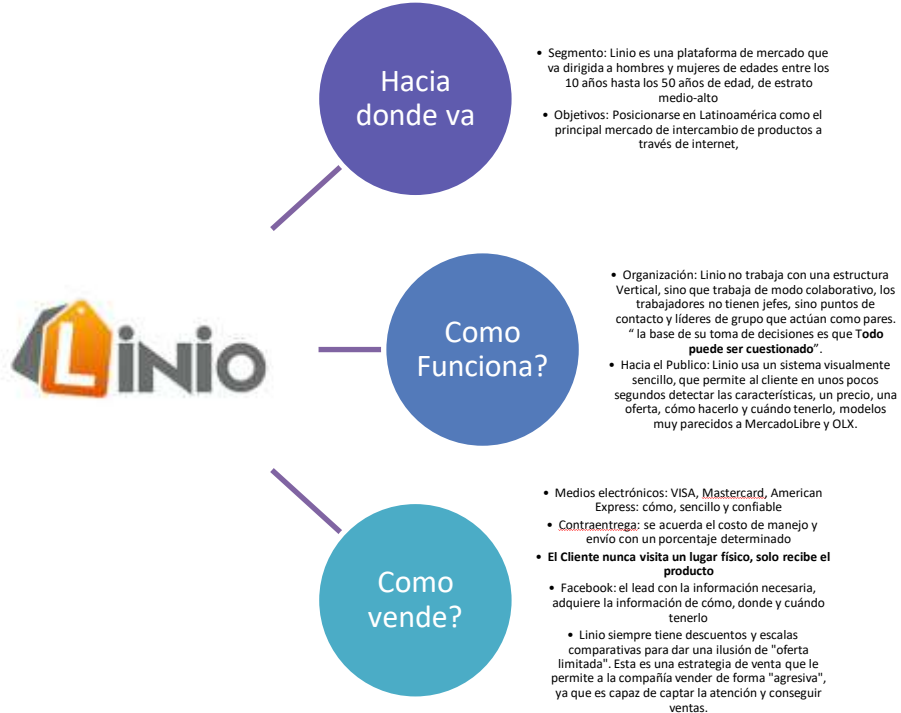 LINIO
Hacia
donde va
• Segmento: Linio es una plataforma de mercado que
va dirigida a hombres y mujeres de edades entre los
10 años hasta los 50 años de edad, de estrato
medio-alto
• Objetivos: Posicionarse en Latinoamérica como el
principal mercado de intercambio de productos a
través de internet,
Como
Funciona?
• Organización: Linio no trabaja con una estructura
Vertical, sino que trabaja de modo colaborativo, los
trabajadores no tienen jefes, sino puntos de
contacto y líderes de grupo que actúan como pares.
“ la base de su toma de decisiones es que Todo
puede ser cuestionado”.
• Hacia el Publico: Linio usa un sistema visualmente
sencillo, que permite al cliente en unos pocos
segundos detectar las características, un precio, una
oferta, cómo hacerlo y cuándo tenerlo, modelos
muy parecidos a MercadoLibre y OLX.
Como
vende?
• Medios electrónicos: VISA, Mastercard, American
Express: cómo, sencillo y confiable
• Contraentrega: se acuerda el costo de manejo y
envío con un porcentaje determinado
• El Cliente nunca visita un lugar físico, solo recibe el
producto
• Facebook: el lead con la información necesaria,
adquiere la información de cómo, donde y cuándo
tenerlo
• Linio siempre tiene descuentos y escalas
comparativas para dar una ilusión de "oferta
limitada". Esta es una estrategia de venta que le
permite a la compañía vender de forma "agresiva",
ya que es capaz de captar la atención y conseguir
ventas.